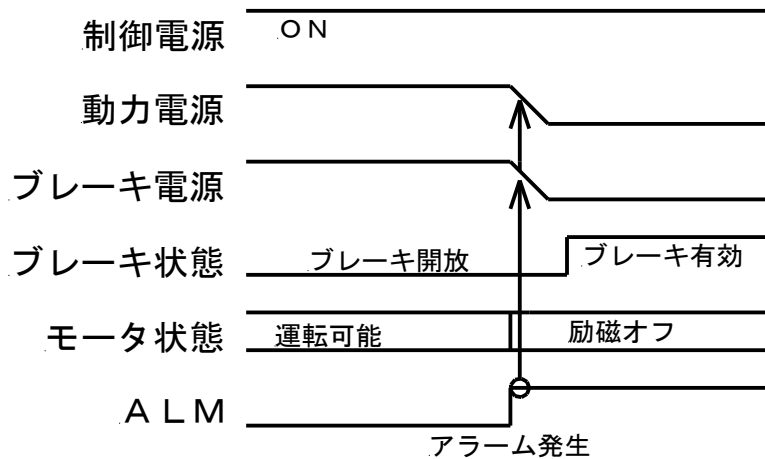 制御電源 ON
動力電源
ブレーキ電源
ブレーキ状態 ブレーキ開放 ブレーキ有効
モータ状態 運転可能 励磁オフ
ALM
アラーム発生